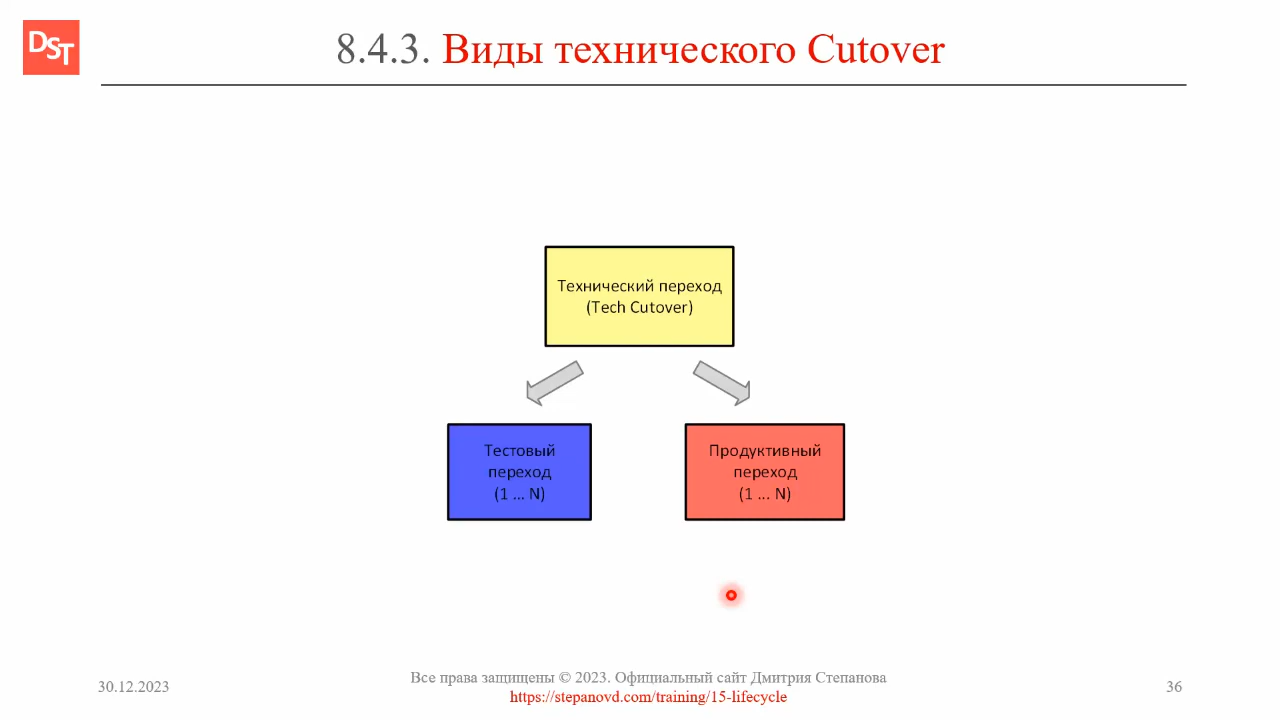 DST
8.4.3. Виды технического Cutover
Технический переход
(Tech Cutover)
Тестовый
переход
(1 ... N)
Продуктивный
переход
(1 ... N)
30.12.2023
Все права защищены © 2023. Официальный сайт Дмитрия Степанова
https://stepanovd.com/training/15-lifecycle
36